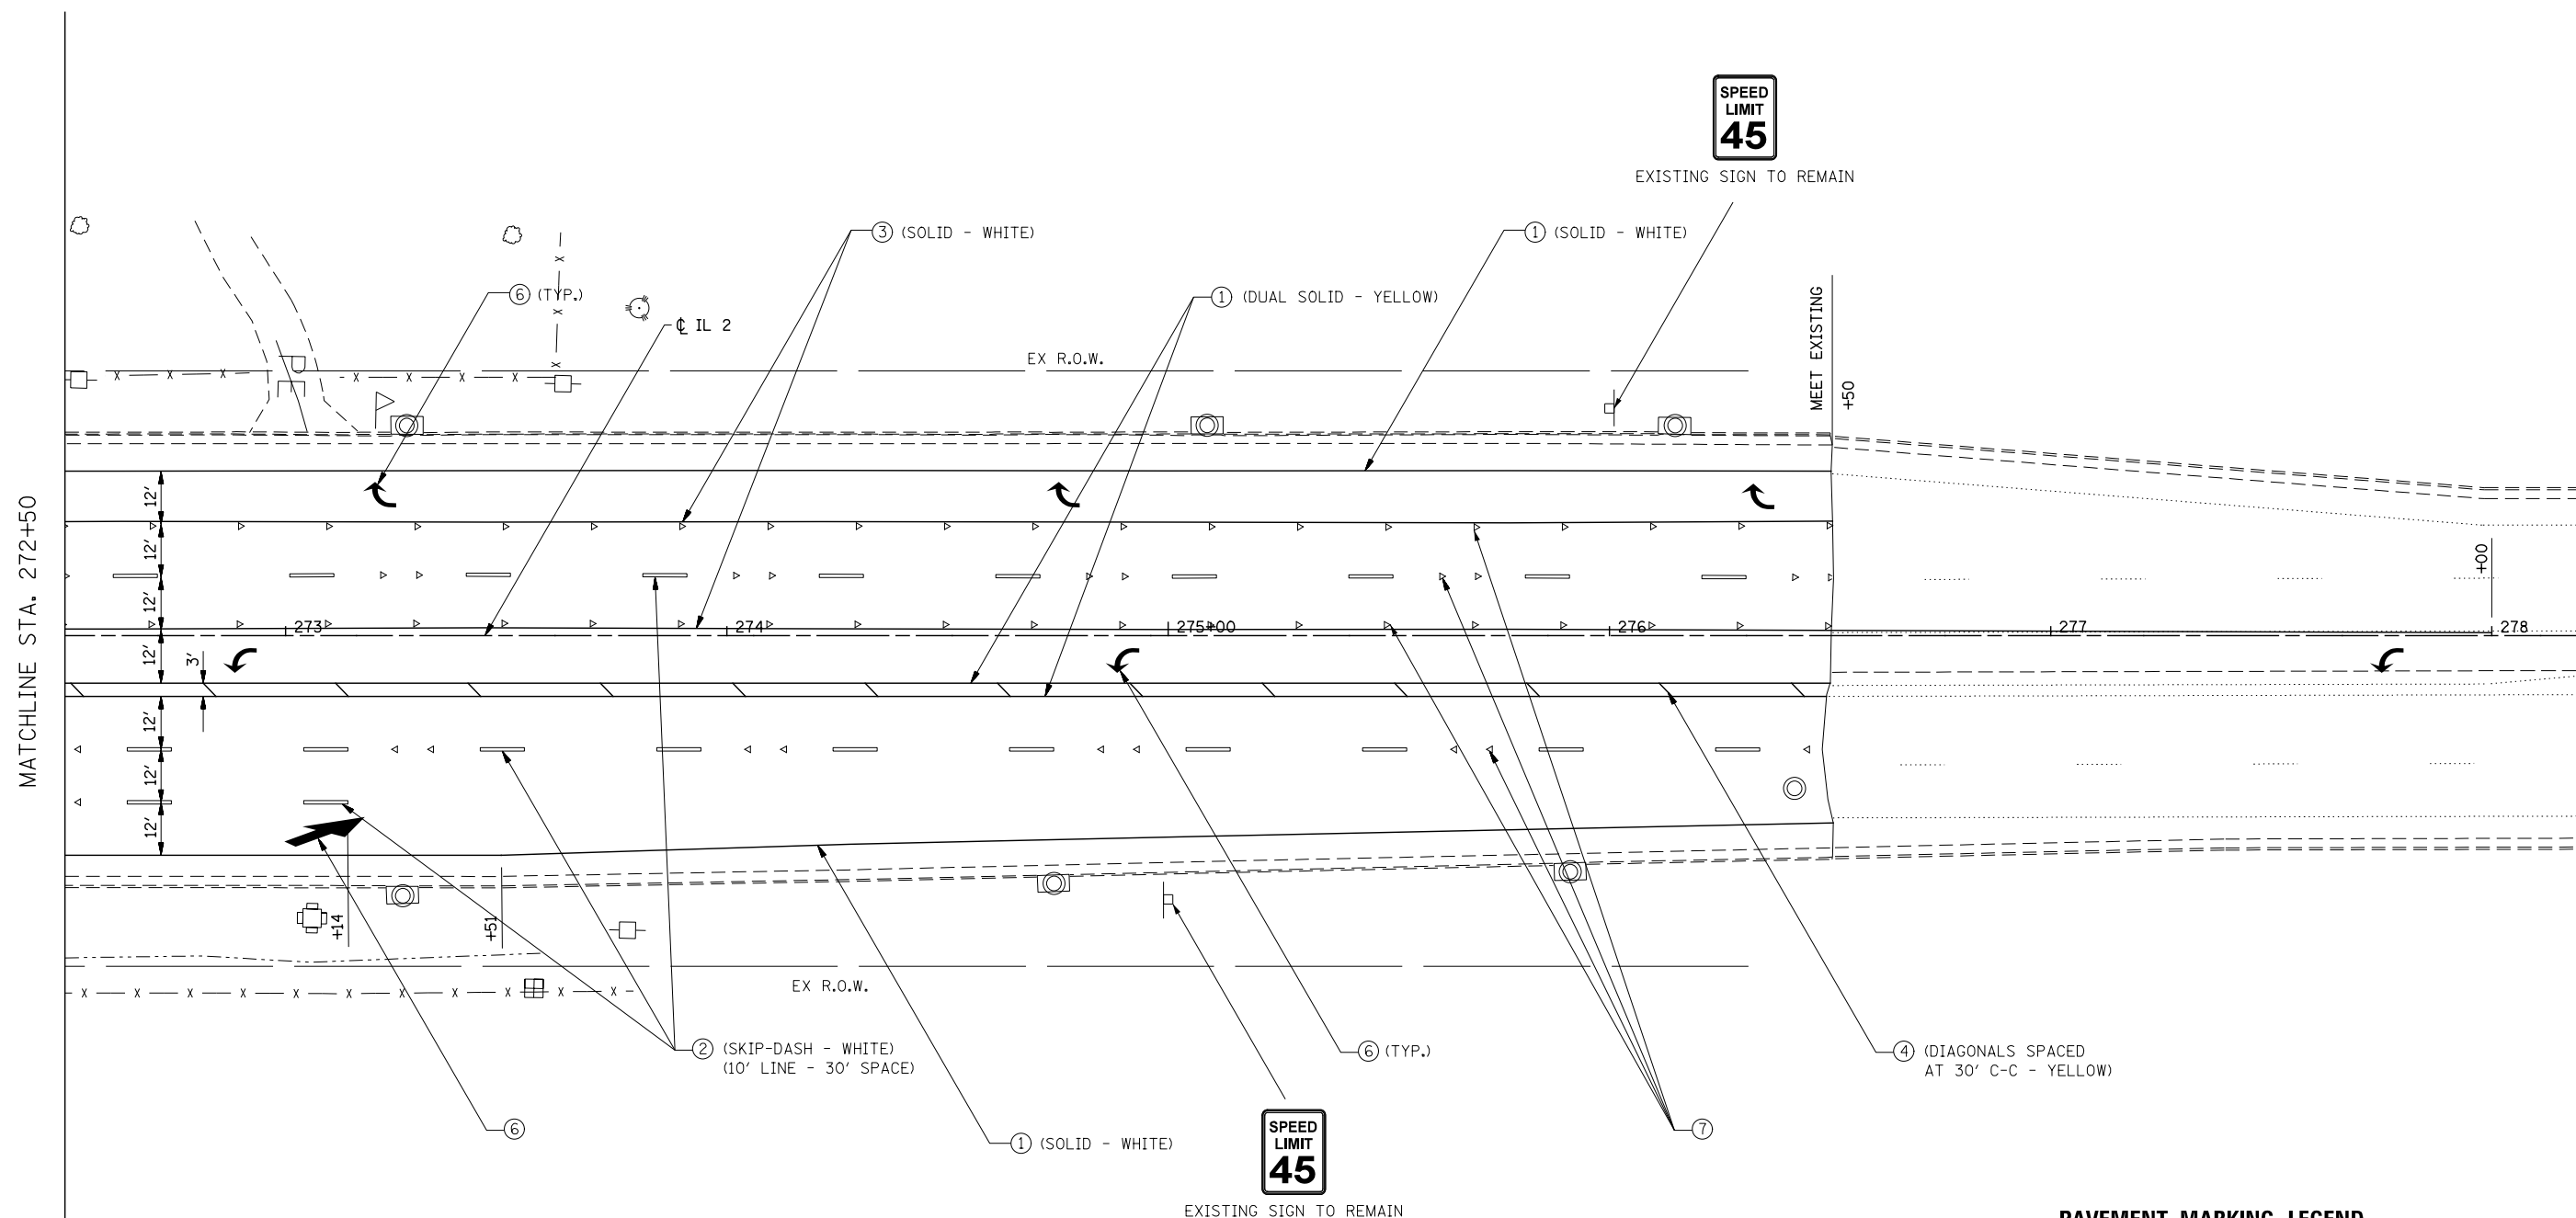 SPEED
LIMIT
45
EXISTING SIGN TO REMAIN
3 (SOLID - WHITE)
1 (SOLID - WHITE)
6 (TYP.)
1 (DUAL SOLID - YELLOW)
℄ IL 2
EX R.O.W.
MEET EXISTING
+50
MATCHLINE STA. 272+50
12'
12'
12'
12'
3'
12'
12'
12'
273
274
275+00
276
277
278
+00
+14
+51
EX R.O.W.
2 (SKIP-DASH - WHITE)
(10' LINE - 30' SPACE)
6 (TYP.)
4 (DIAGONALS SPACED
AT 30' C-C - YELLOW)
6
1 (SOLID - WHITE)
7
SPEED
LIMIT
45
EXISTING SIGN TO REMAIN
PAVEMENT MARKING LEGEND